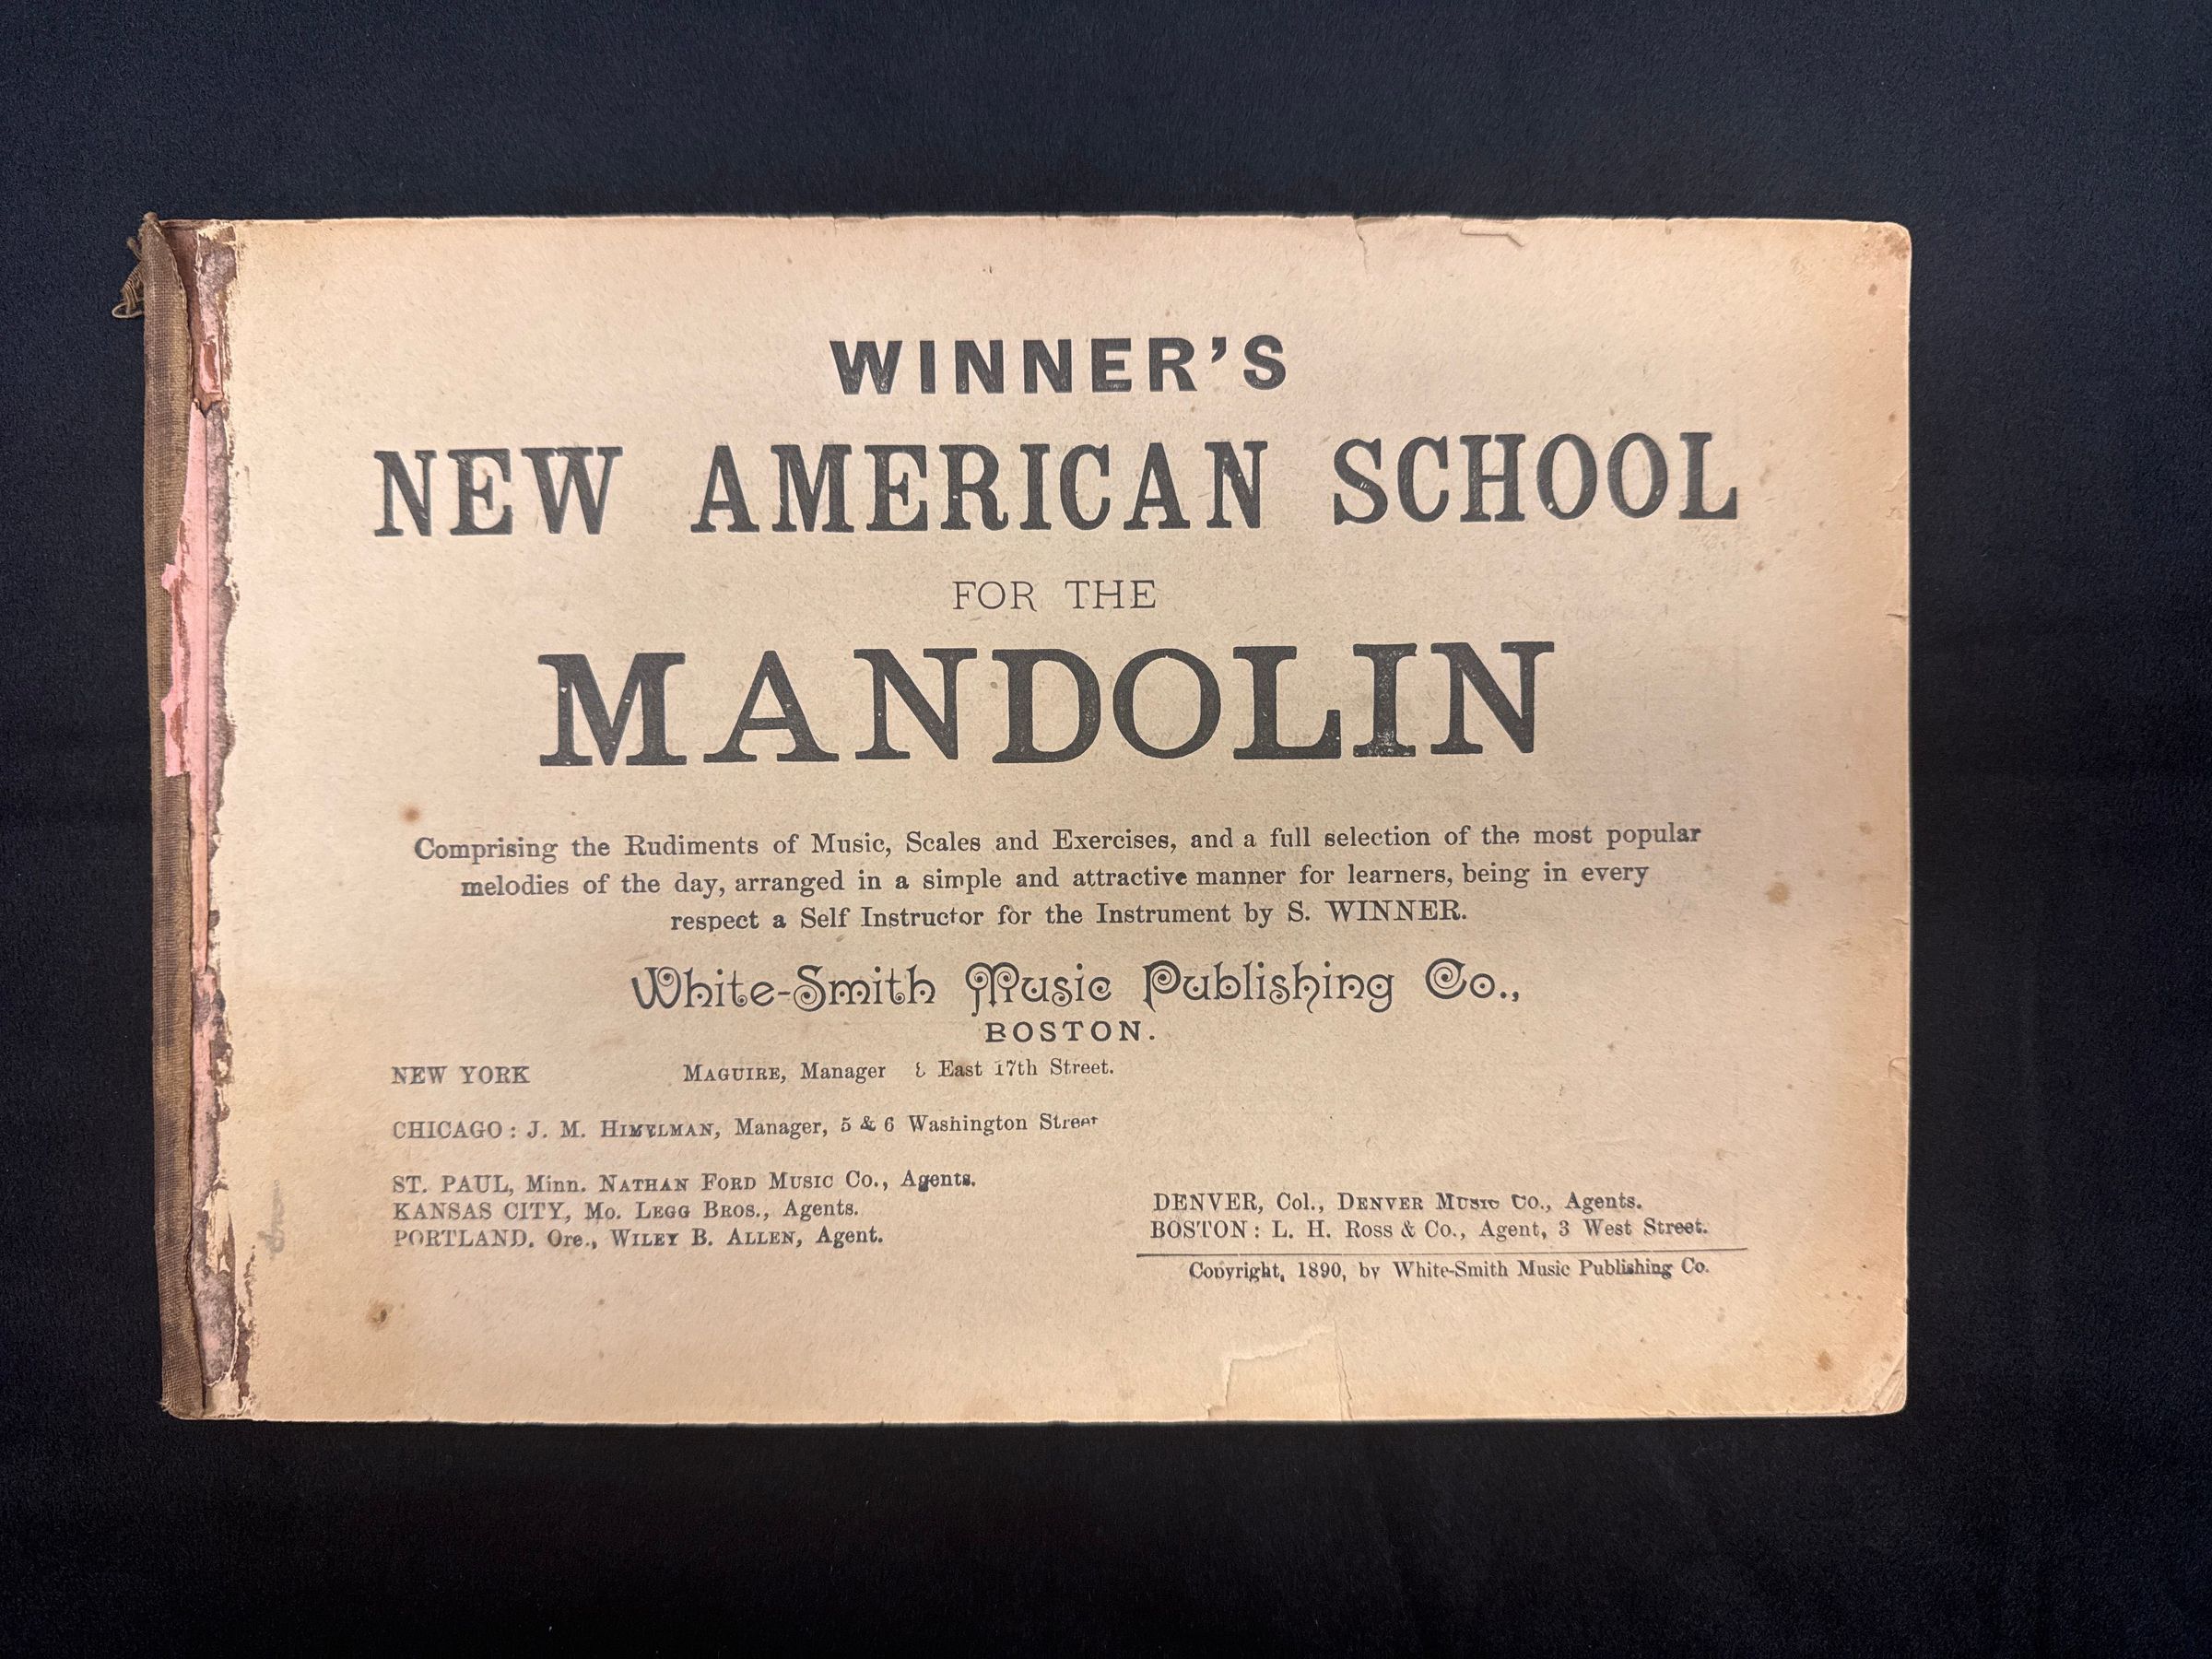 WINNER'S
NEW AMERICAN SCHOOL
FOR THE
MANDOLIN
Comprising the Rudiments of Music, Scales and Exercises, and a full selection of the most popular
melodies of the day, arranged in a simple and attractive manner for learners, being in every
respect a Self Instructor for the Instrument by S. WINNER.
White-Smith Music Publishing Co.,
BOSTON.
NEW YORK MAGUIRE, Manager East 17th Street.
CHICAGO: J. M. Manager, 5 & 6 Washington Street
ST. PAUL, Minn. NATHAN FORD MUSIC Co., Agents.
KANSAS CITY, Mo. LEGG BROS., Agents.
PORTLAND, Ore., WILEY B. ALLEN, Agent.
DENVER, Col., DENVER MUSIC CO., Agents.
BOSTON: L. H. Ross & Co., Agent, 3 West Street.
Copyright, 1890, by White-Smith Music Publishing Co.